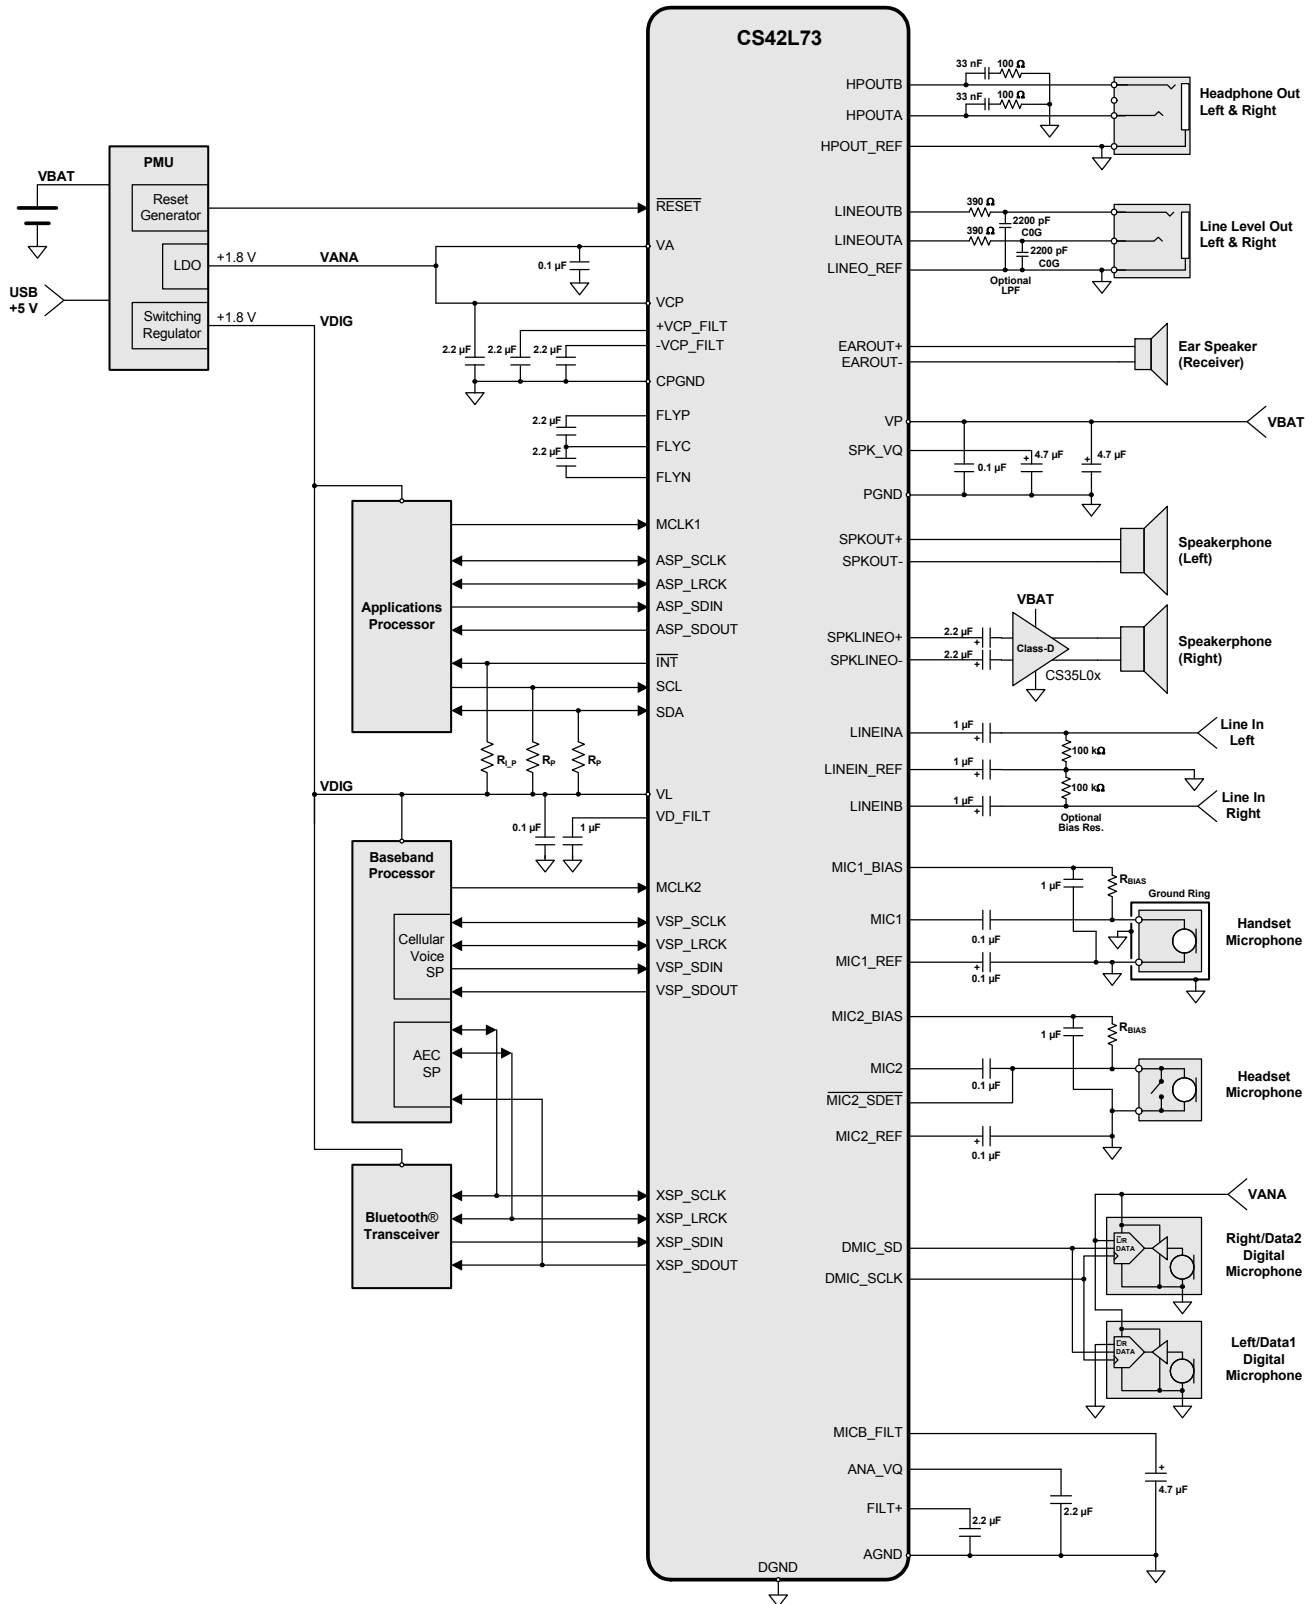 CS42L73
PMU
VBAT
Reset
Generator
LDO
+1.8 V
VANA
USB
+5 V
Switching
Regulator
+1.8 V
VDIG
RESET
VA
0.1 µF
VCP
+VCP_FILT
-VCP_FILT
2.2 µF
2.2 µF
2.2 µF
CPGND
FLYP
2.2 µF
FLYC
2.2 µF
FLYN
Applications
Processor
MCLK1
ASP_SCLK
ASP_LRCK
ASP_SDIN
ASP_SDOUT
INT
SCL
SDA
RI_P
RP
RP
VDIG
VL
VD_FILT
0.1 µF
1 µF
Baseband
Processor
MCLK2
Cellular
Voice
SP
VSP_SCLK
VSP_LRCK
VSP_SDIN
VSP_SDOUT
AEC
SP
Bluetooth®
Transceiver
XSP_SCLK
XSP_LRCK
XSP_SDIN
XSP_SDOUT
DGND
HPOUTB
33 nF
100 Ω
HPOUTA
33 nF
100 Ω
HPOUT_REF
Headphone Out
Left & Right
LINEOUTB
390 Ω
2200 pF
C0G
LINEOUTA
390 Ω
2200 pF
C0G
LINEO_REF
Optional
LPF
Line Level Out
Left & Right
EAROUT+
EAROUT-
Ear Speaker
(Receiver)
VP
VBAT
SPK_VQ
0.1 µF
+
4.7 µF
+
4.7 µF
PGND
SPKOUT+
SPKOUT-
Speakerphone
(Left)
VBAT
SPKLINEO+
2.2 µF
+
SPKLINEO-
2.2 µF
+
Class-D
CS35L0x
Speakerphone
(Right)
LINEINA
1 µF
+
Line In
Left
100 kΩ
LINEIN_REF
1 µF
+
100 kΩ
LINEINB
1 µF
+
Optional
Bias Res.
Line In
Right
MIC1_BIAS
1 µF
RBIAS
Ground Ring
MIC1
0.1 µF
MIC1_REF
+
0.1 µF
Handset
Microphone
MIC2_BIAS
1 µF
RBIAS
MIC2
0.1 µF
MIC2_SDET
MIC2_REF
+
0.1 µF
Headset
Microphone
VANA
DMIC_SD
DMIC_SCLK
L/R
DATA
Right/Data2
Digital
Microphone
L/R
DATA
Left/Data1
Digital
Microphone
MICB_FILT
+
4.7 µF
ANA_VQ
2.2 µF
FILT+
2.2 µF
AGND